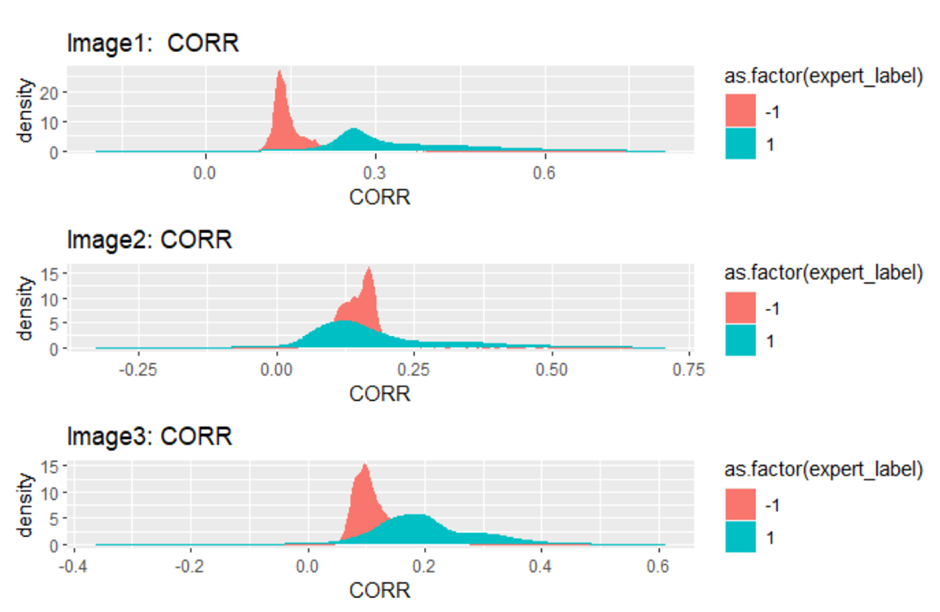 Image1:  CORR
density
20
10
0
0.0 0.3 0.6
CORR
as.factor(expert_label)
-1
1
Image2: CORR
density
15
10
5
0
-0.25 0.00 0.25 0.50 0.75
CORR
as.factor(expert_label)
-1
1
Image3: CORR
density
15
10
5
0
-0.4 -0.2 0.0 0.2 0.4 0.6
CORR
as.factor(expert_label)
-1
1